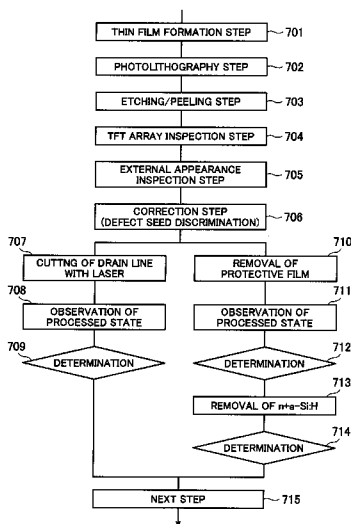 THIN FILM FORMATION STEP 701
PHOTOLITHOGRAPHY STEP 702
ETCHING/PEELING STEP 703
TFT ARRAY INSPECTION STEP 704
EXTERNAL APPEARANCE
INSPECTION STEP 705
CORRECTION STEP
(DEFECT SEED DISCRIMINATION) 706
707
CUTTNG OF DRAIN LINE
WITH LASER
708
OBSERVATION OF
PROCESSED STATE
709
DETERMINATION
710
REMOVAL OF
PROTECTIVE FILM
711
OBSERVATION OF
PROCESSED STATE
712
DETERMINATION
713
REMOVAL OF n+a-Si:H
714
DETERMINATION
NEXT STEP 715